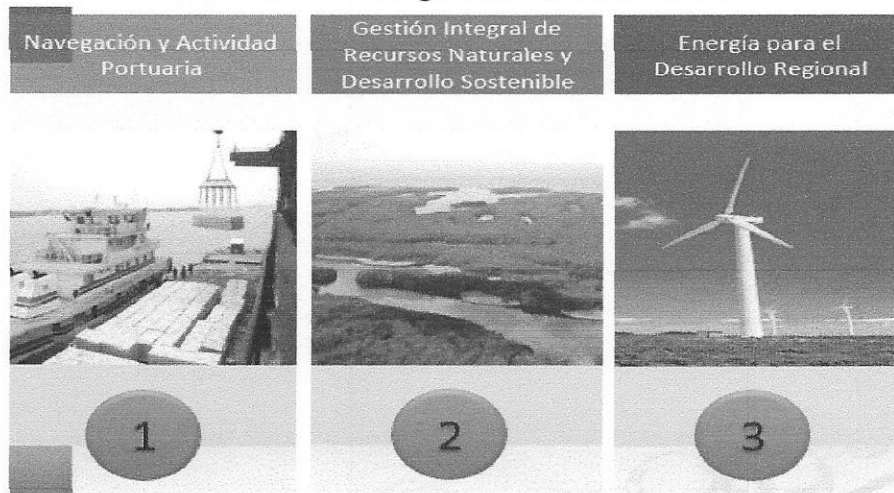 Navegación y Actividad
Portuaria
Gestión Integral de
Recursos Naturales y
Desarrollo Sostenible
Energía para el
Desarrollo Regional
1
2
3